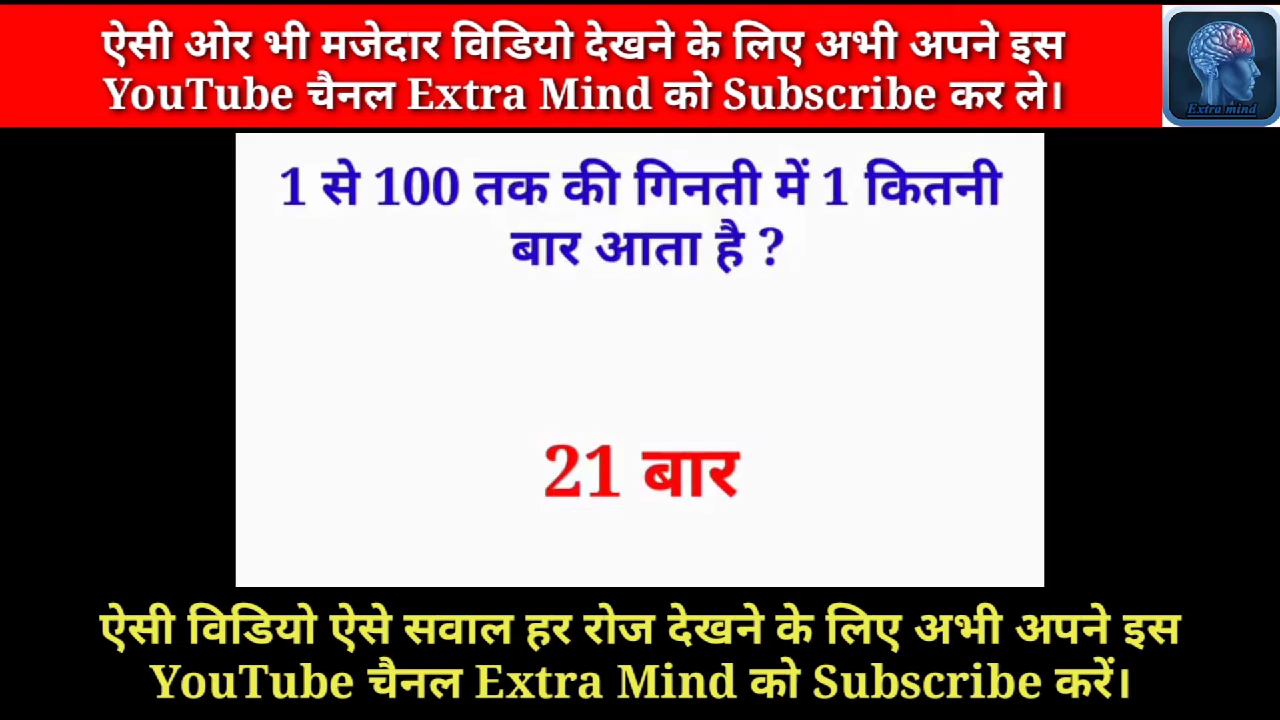 ऐसी ओर भी मजेदार विडियो देखने के लिए अभी अपने इस
YouTube चैनल Extra Mind को Subscribe कर ले।
Extra mind
1 से 100 तक की गिनती में 1 कितनी
बार आता है ?
21 बार
ऐसी विडियो ऐसे सवाल हर रोज देखने के लिए अभी अपने इस
YouTube चैनल Extra Mind को Subscribe करें।